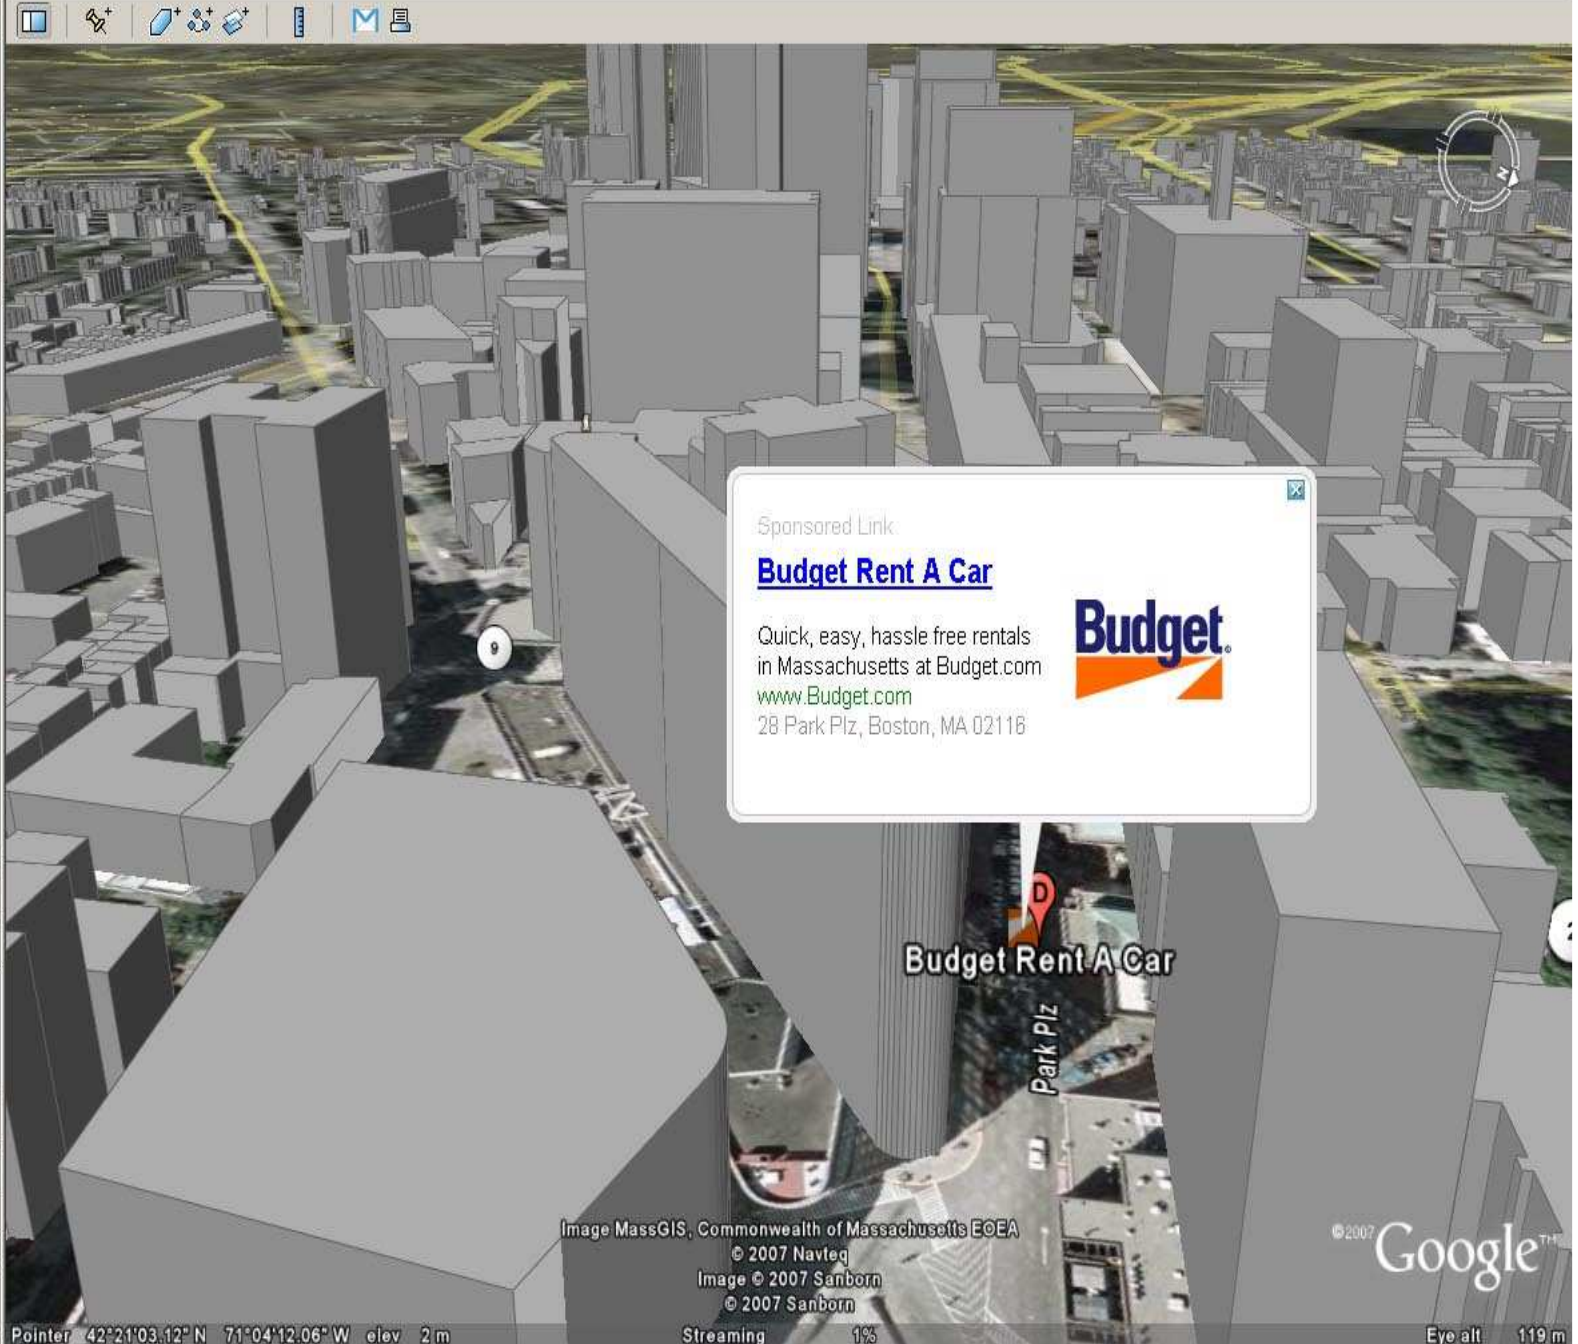 N
Sponsored Link
Budget Rent A Car
Quick, easy, hassle free rentals
in Massachusetts at Budget.com
www.Budget.com
28 Park Plz, Boston, MA 02116
Budget®
9
2
D
Budget Rent A Car
Park Plz
Image MassGIS, Commonwealth of Massachusetts EOEA
© 2007 Navteq
Image © 2007 Sanborn
© 2007 Sanborn
©2007 Google™
Pointer 42°21'03.12" N 71°04'12.06" W elev 2 m Streaming 1% Eye alt 119 m